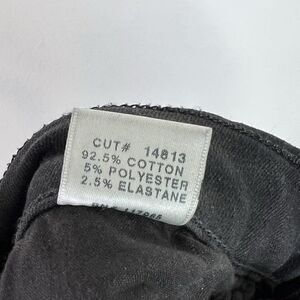 CUT# 14813
92.5% COTTON
5% POLYESTER
2.5% ELASTANE